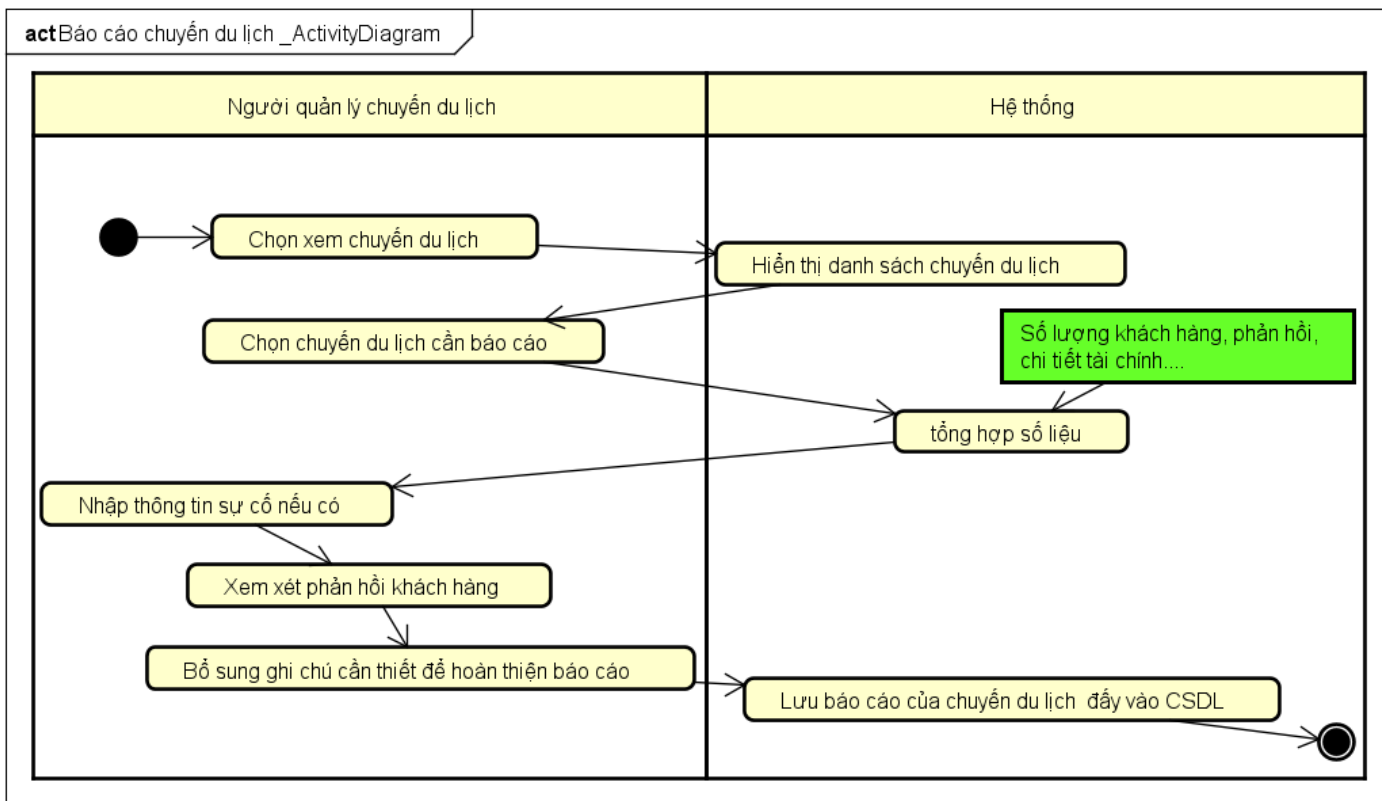 act Báo cáo chuyến du lịch _ActivityDiagram
Người quản lý chuyến du lịch
Hệ thống
Chọn xem chuyến du lịch
Hiển thị danh sách chuyến du lịch
Chọn chuyến du lịch cần báo cáo
Số lượng khách hàng, phản hồi,
chi tiết tài chính....
tổng hợp số liệu
Nhập thông tin sự cố nếu có
Xem xét phản hồi khách hàng
Bổ sung ghi chú cần thiết để hoàn thiện báo cáo
Lưu báo cáo của chuyến du lịch đấy vào CSDL